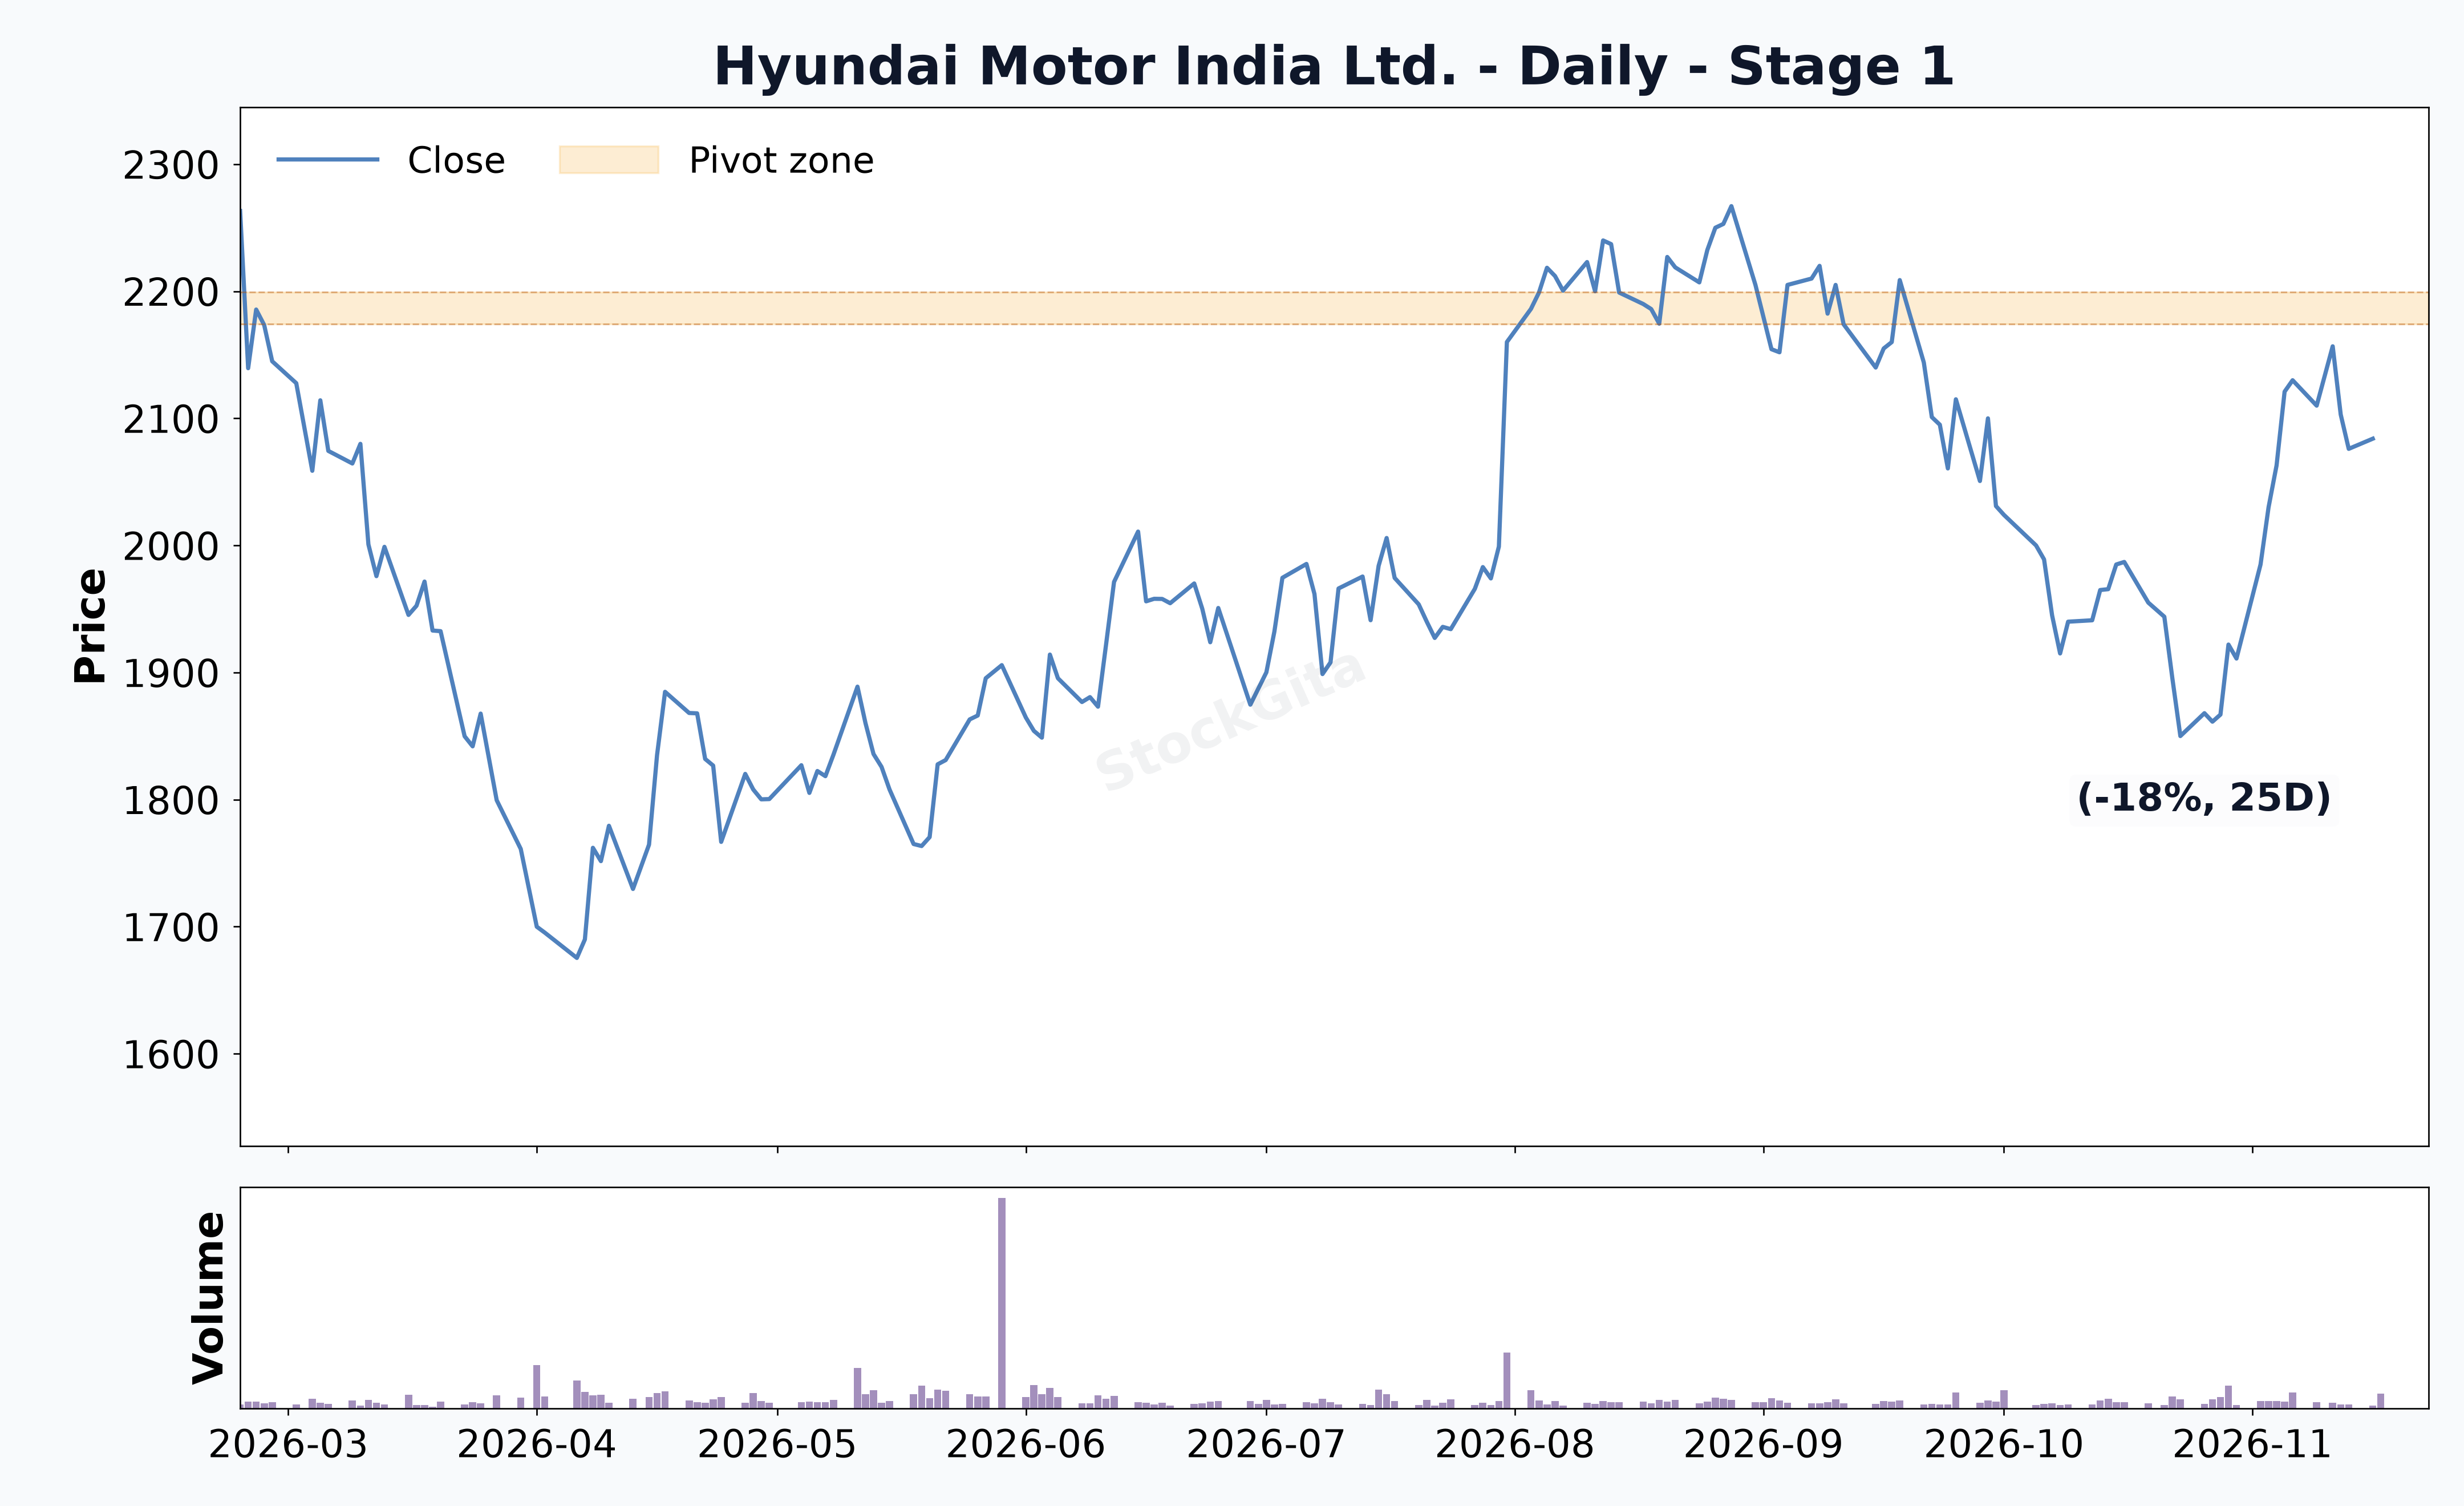 Hyundai Motor India Ltd. - Daily - Stage 1
Close
Pivot zone
Price
2300
2200
2100
2000
1900
1800
1700
1600
StockGita
(-18%, 25D)
Volume
2026-03
2026-04
2026-05
2026-06
2026-07
2026-08
2026-09
2026-10
2026-11